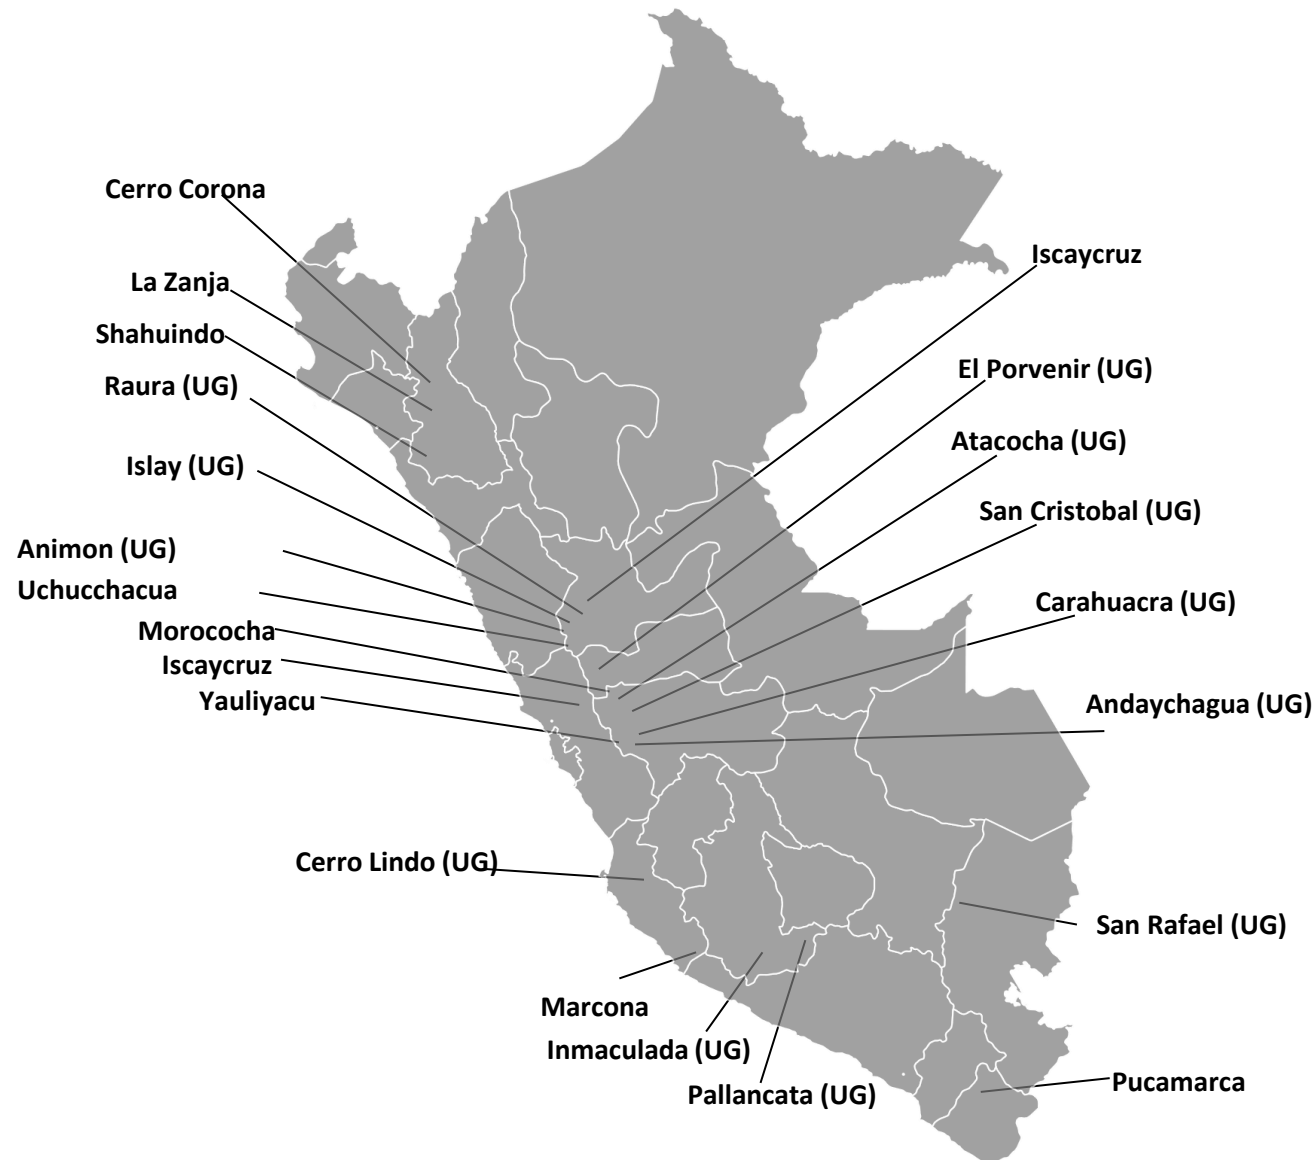 Cerro Corona
La Zanja
Shahuindo
Raura (UG)
Islay (UG)
Animon (UG)
Uchucchacua
Morococha
Iscaycruz
Yauliyacu
Cerro Lindo (UG)
Marcona
Inmaculada (UG)
Pallancata (UG)
Iscaycruz
El Porvenir (UG)
Atacocha (UG)
San Cristobal (UG)
Carahuacra (UG)
Andaychagua (UG)
San Rafael (UG)
Pucamarca